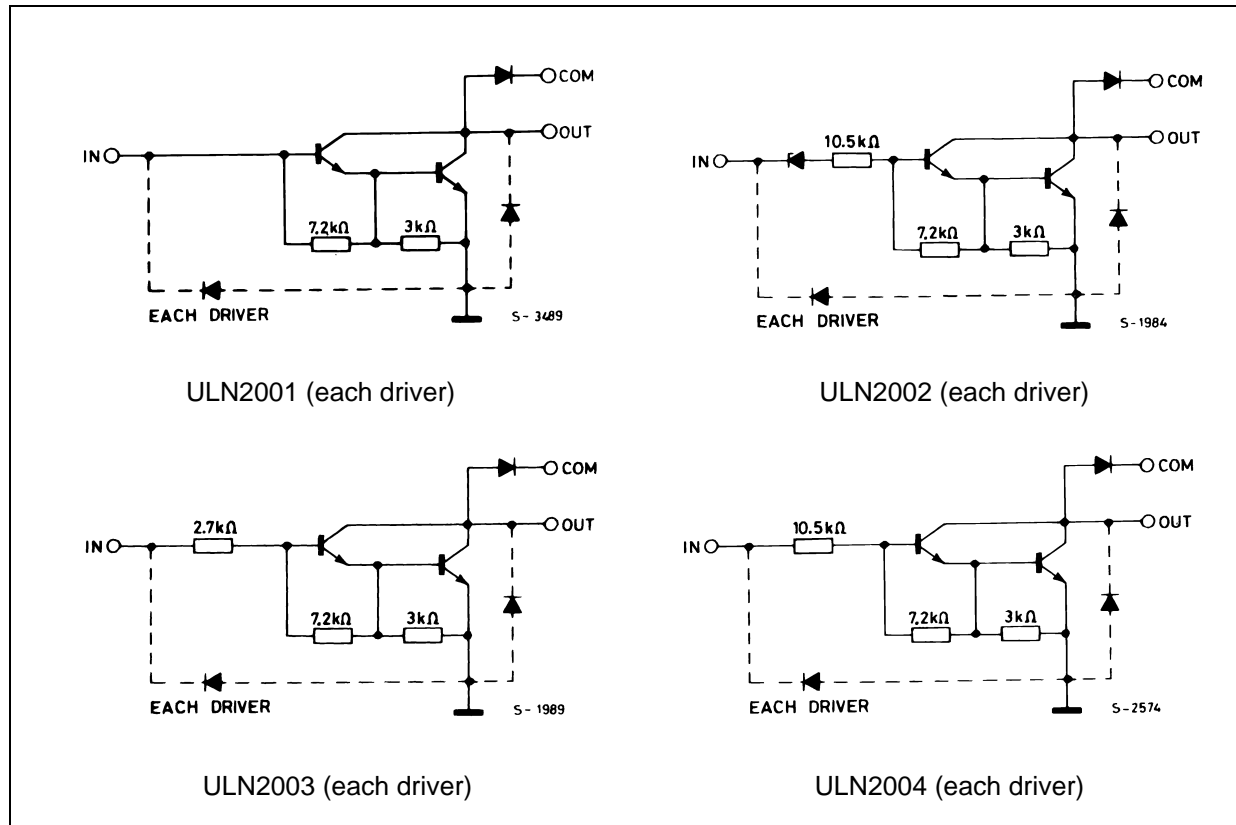 COM
OUT
IN
7.2kΩ 3kΩ
EACH DRIVER
S-3489
ULN2001 (each driver)
COM
OUT
IN
10.5kΩ
7.2kΩ 3kΩ
EACH DRIVER
S-1984
ULN2002 (each driver)
COM
OUT
IN
2.7kΩ
7.2kΩ 3kΩ
EACH DRIVER
S-1989
ULN2003 (each driver)
COM
OUT
IN
10.5kΩ
7.2kΩ 3kΩ
EACH DRIVER
S-2574
ULN2004 (each driver)